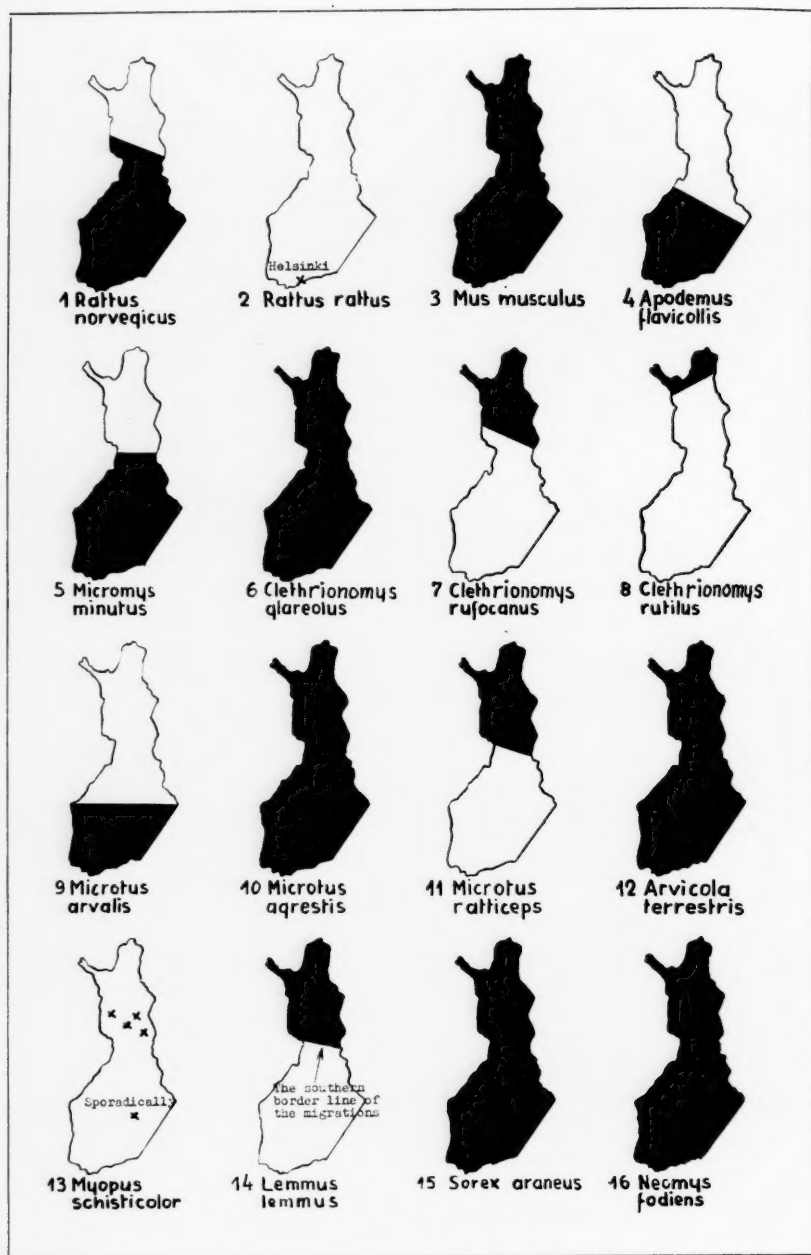 1 Rattus
norvegicus
Helsinki
2 Rattus rattus
3 Mus musculus
4 Apodemus
flavicollis
5 Micromys
minutus
6 Clethrionomys
glareolus
7 Clethrionomys
rufocanus
8 Clethrionomys
rutilus
9 Microtus
arvalis
10 Microtus
agrestis
11 Microtus
ratticeps
12 Arvicola
terrestris
Sporadically
13 Myopus
schisticolor
The southern
border line of
the migrations
14 Lemmus
lemmus
15 Sorex araneus
16 Neomys
fodiens